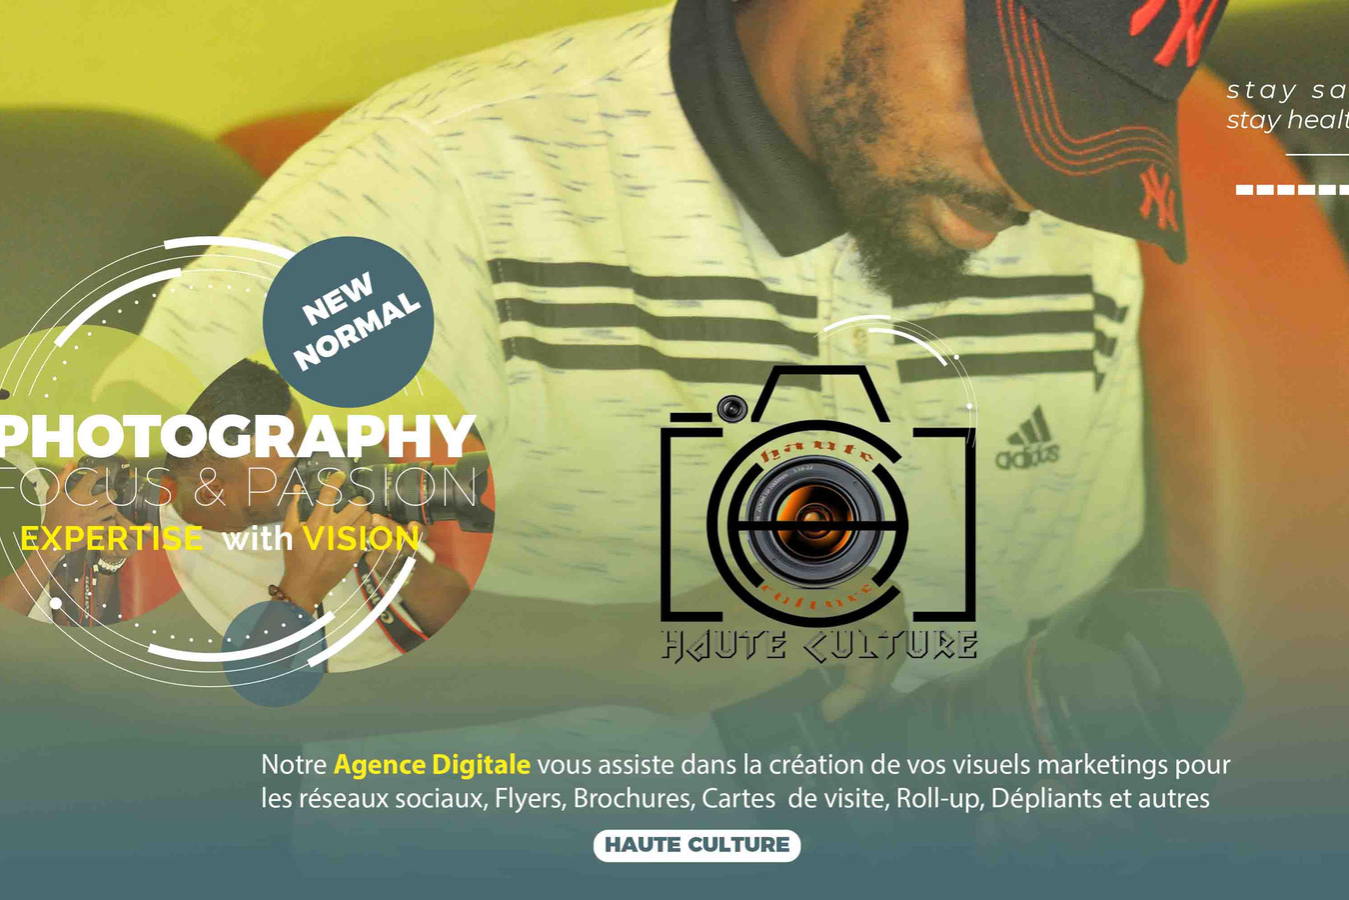 stay sa
stay healt
NEW
NORMAL
PHOTOGRAPHY
FOCUS & PASSION
EXPERTISE with VISION
adidas
haute
culture
HAUTE CULTURE
Notre Agence Digitale vous assiste dans la création de vos visuels marketings pour
les réseaux sociaux, Flyers, Brochures, Cartes de visite, Roll-up, Dépliants et autres
HAUTE CULTURE